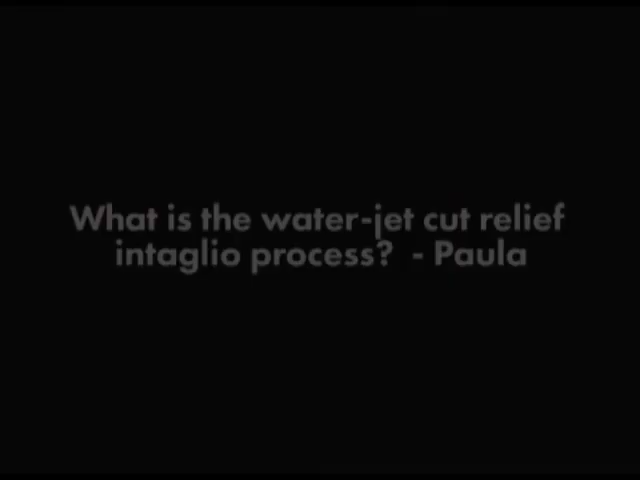 What is the water-jet cut relief
intaglio process? - Paula